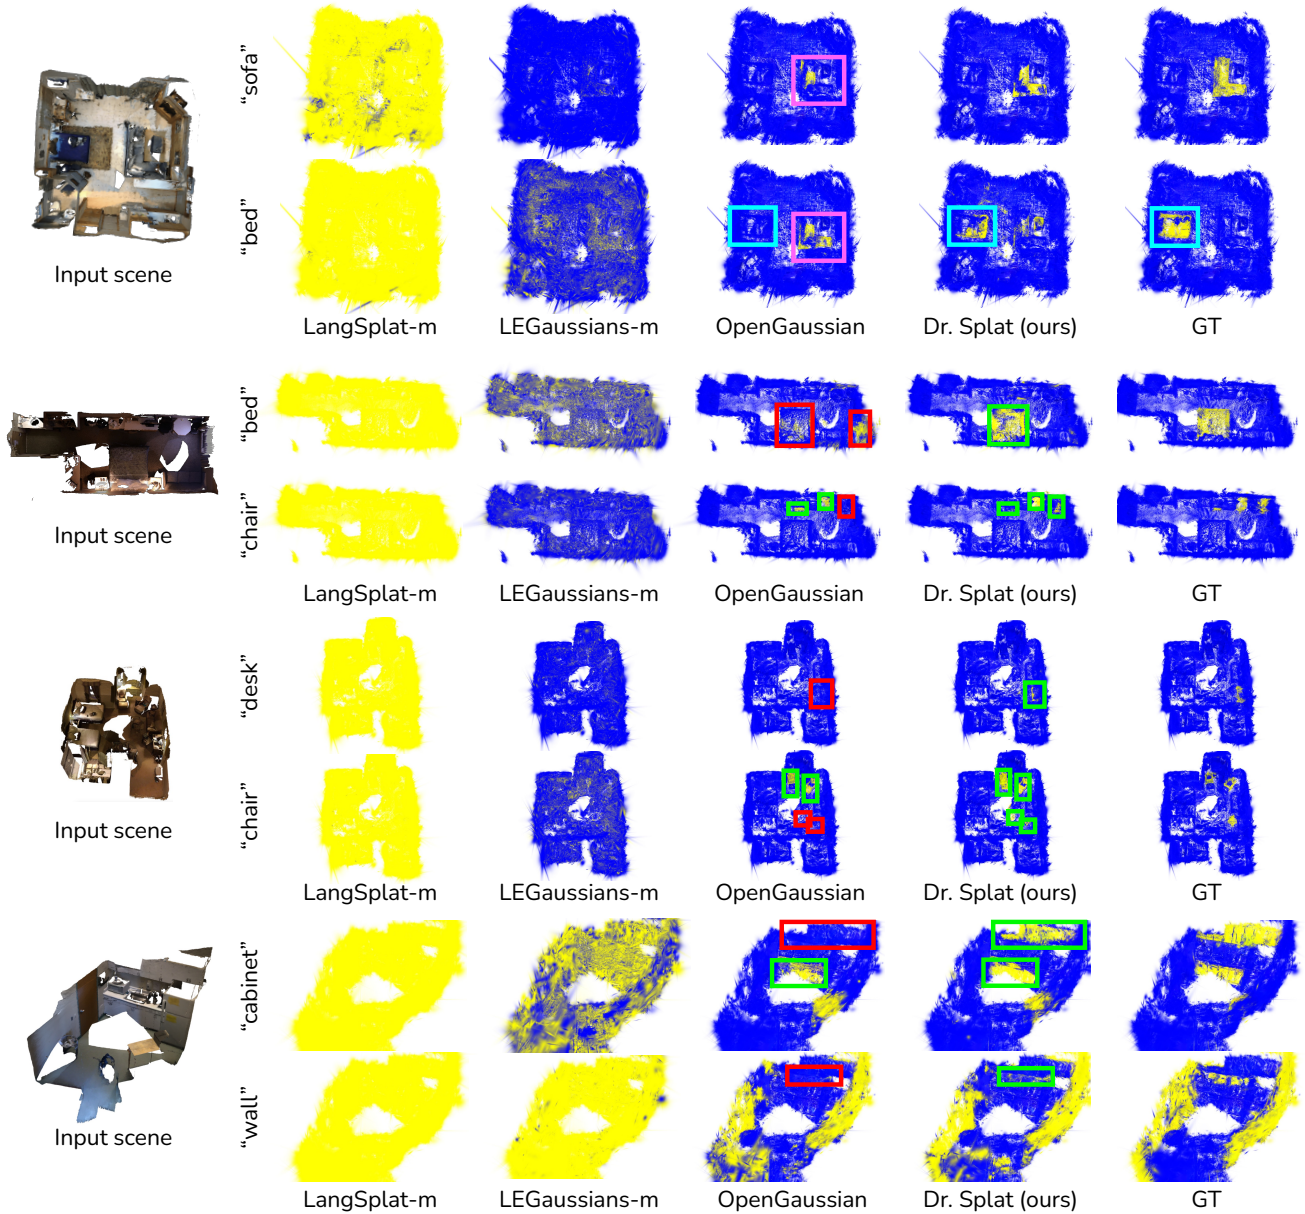 “sofa”
“bed”
Input scene
LangSplat-m LEGaussians-m OpenGaussian Dr. Splat (ours) GT
“bed”
“chair”
Input scene
LangSplat-m LEGaussians-m OpenGaussian Dr. Splat (ours) GT
“desk”
“chair”
Input scene
LangSplat-m LEGaussians-m OpenGaussian Dr. Splat (ours) GT
“cabinet”
“wall”
Input scene
LangSplat-m LEGaussians-m OpenGaussian Dr. Splat (ours) GT